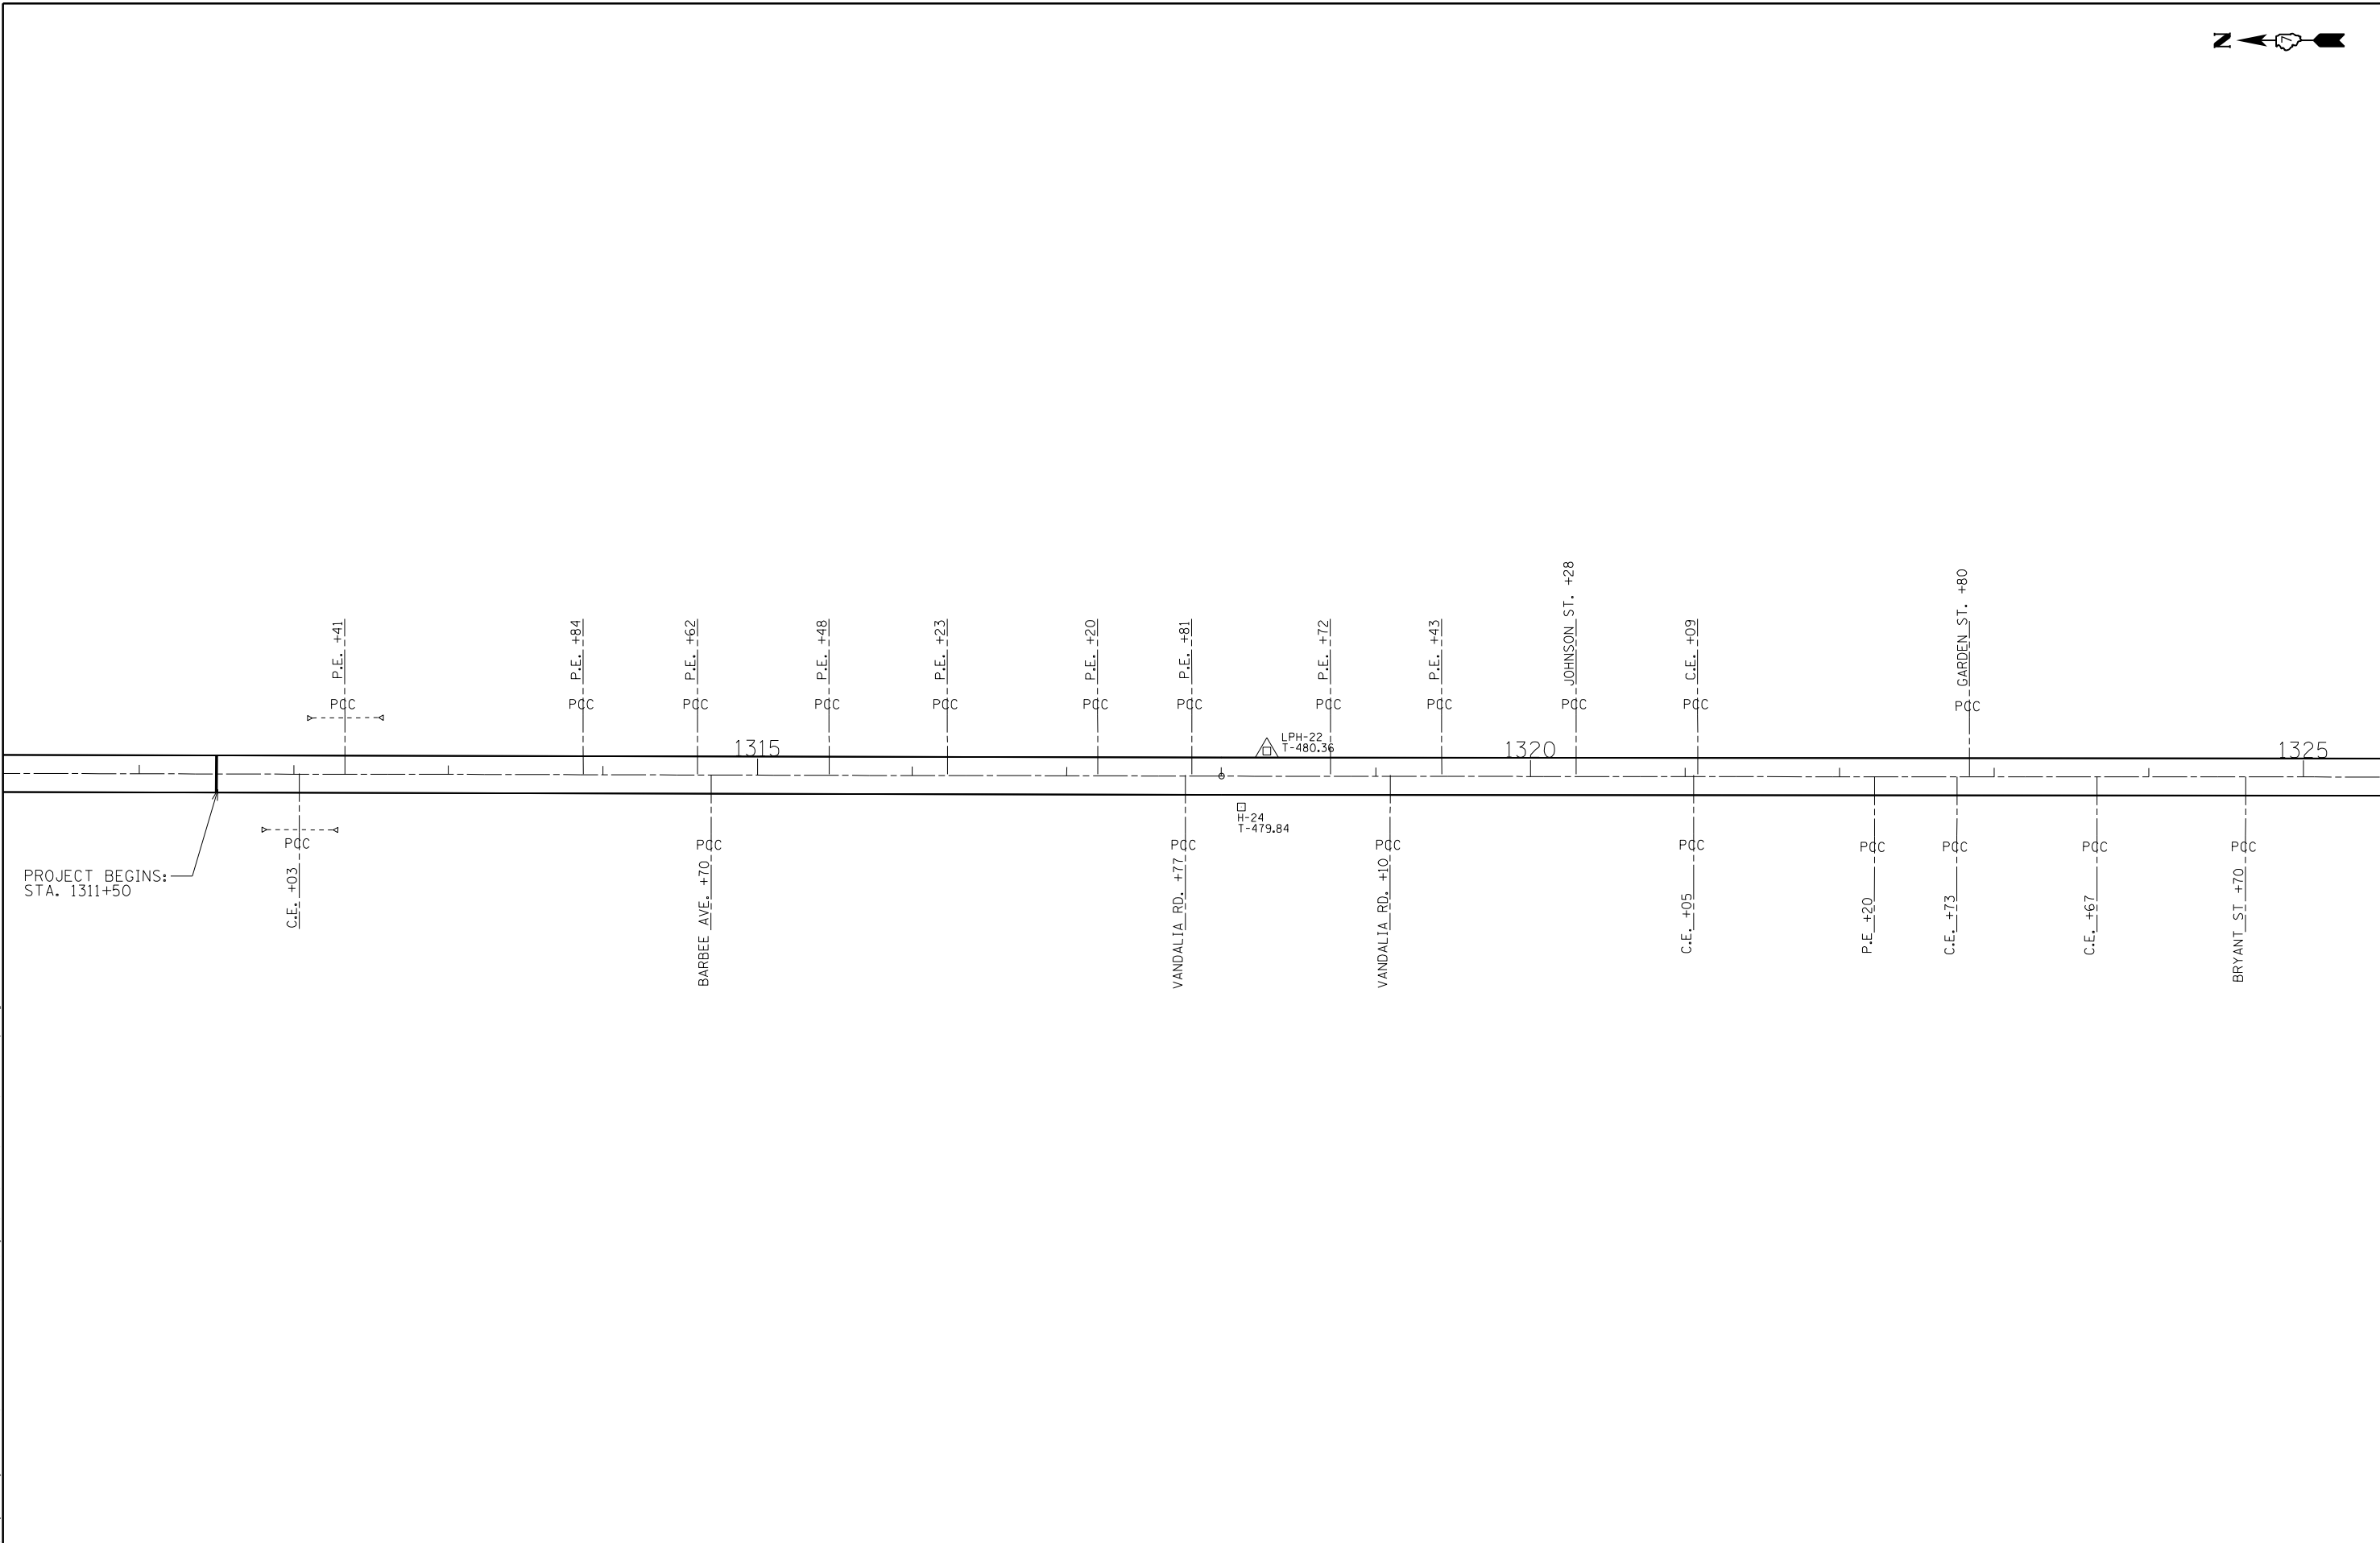 N
7
P.E. +41
P.E. +84
P.E. +62
P.E. +48
P.E. +23
P.E. +20
P.E. +81
P.E. +72
P.E. +43
JOHNSON ST. +28
C.E. +09
GARDEN ST. +80
PCC
PCC
PCC
PCC
PCC
PCC
PCC
PCC
PCC
PCC
PCC
PCC
1315
LPH-22
T-480.36
1320
1325
H-24
T-479.84
PCC
PCC
PCC
PCC
PCC
PCC
PCC
PCC
PCC
PROJECT BEGINS:
STA. 1311+50
C.E. +03
BARBEE AVE. +70
VANDALIA RD. +77
VANDALIA RD. +10
C.E. +05
P.E +20
C.E. +73
C.E. +67
BRYANT ST +70